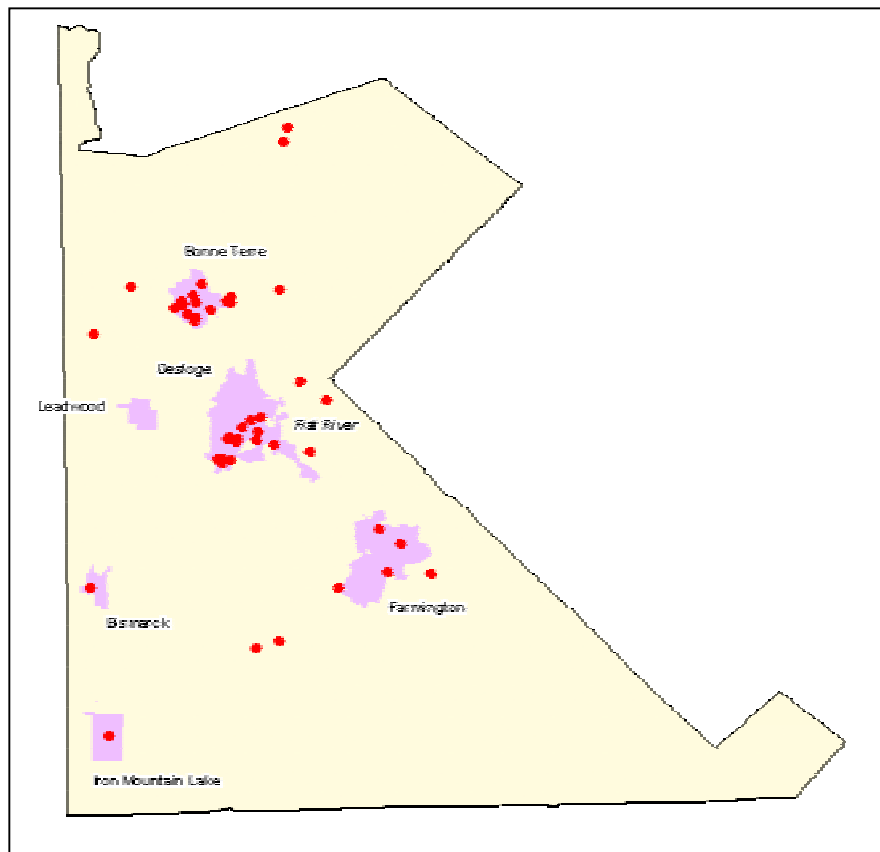 Bonne Terre
Desloge
Leadwood
Flat River
Farmington
Bismarck
Iron Mountain Lake